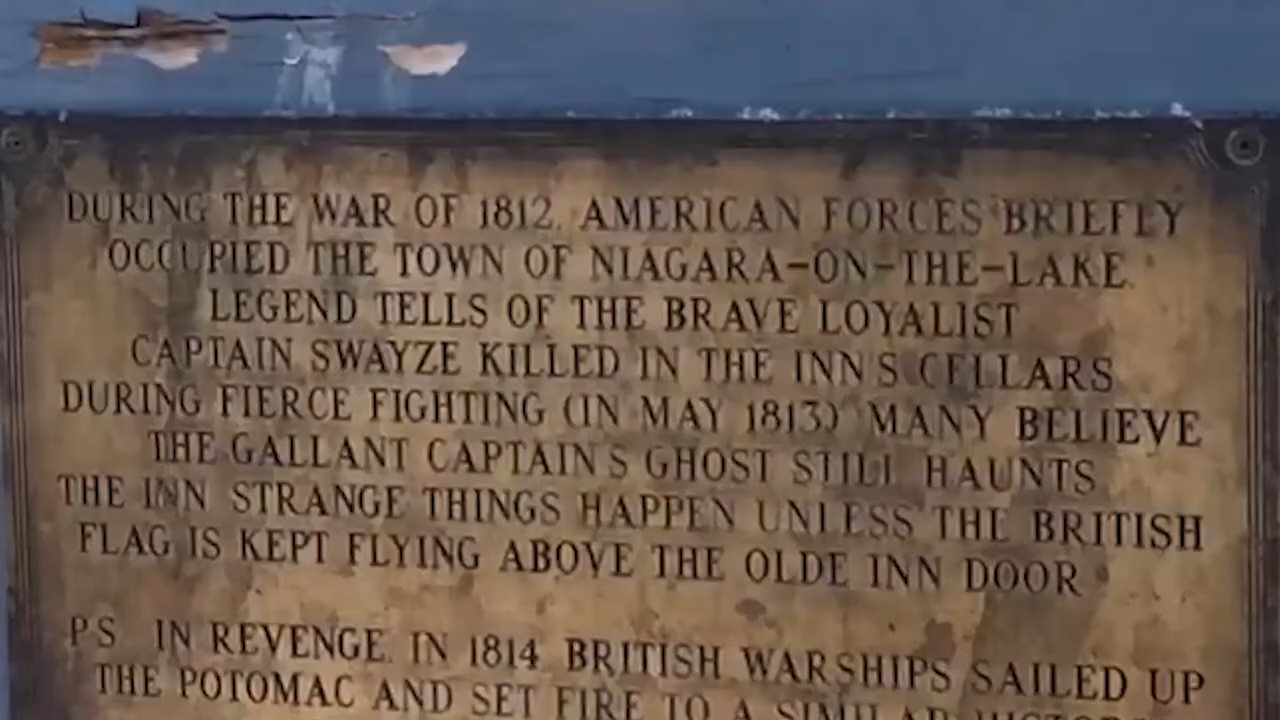 DURING THE WAR OF 1812, AMERICAN FORCES BRIEFLY
OCCUPIED THE TOWN OF NIAGARA-ON-THE-LAKE.
LEGEND TELLS OF THE BRAVE LOYALIST
CAPTAIN SWAYZE KILLED IN THE INN'S CELLARS
DURING FIERCE FIGHTING (IN MAY 1813) MANY BELIEVE
THE GALLANT CAPTAIN'S GHOST STILL HAUNTS
THE INN STRANGE THINGS HAPPEN UNLESS THE BRITISH
FLAG IS KEPT FLYING ABOVE THE OLDE INN DOOR
PS IN REVENGE, IN 1814 BRITISH WARSHIPS SAILED UP
THE POTOMAC AND SET FIRE TO A SIMILAR